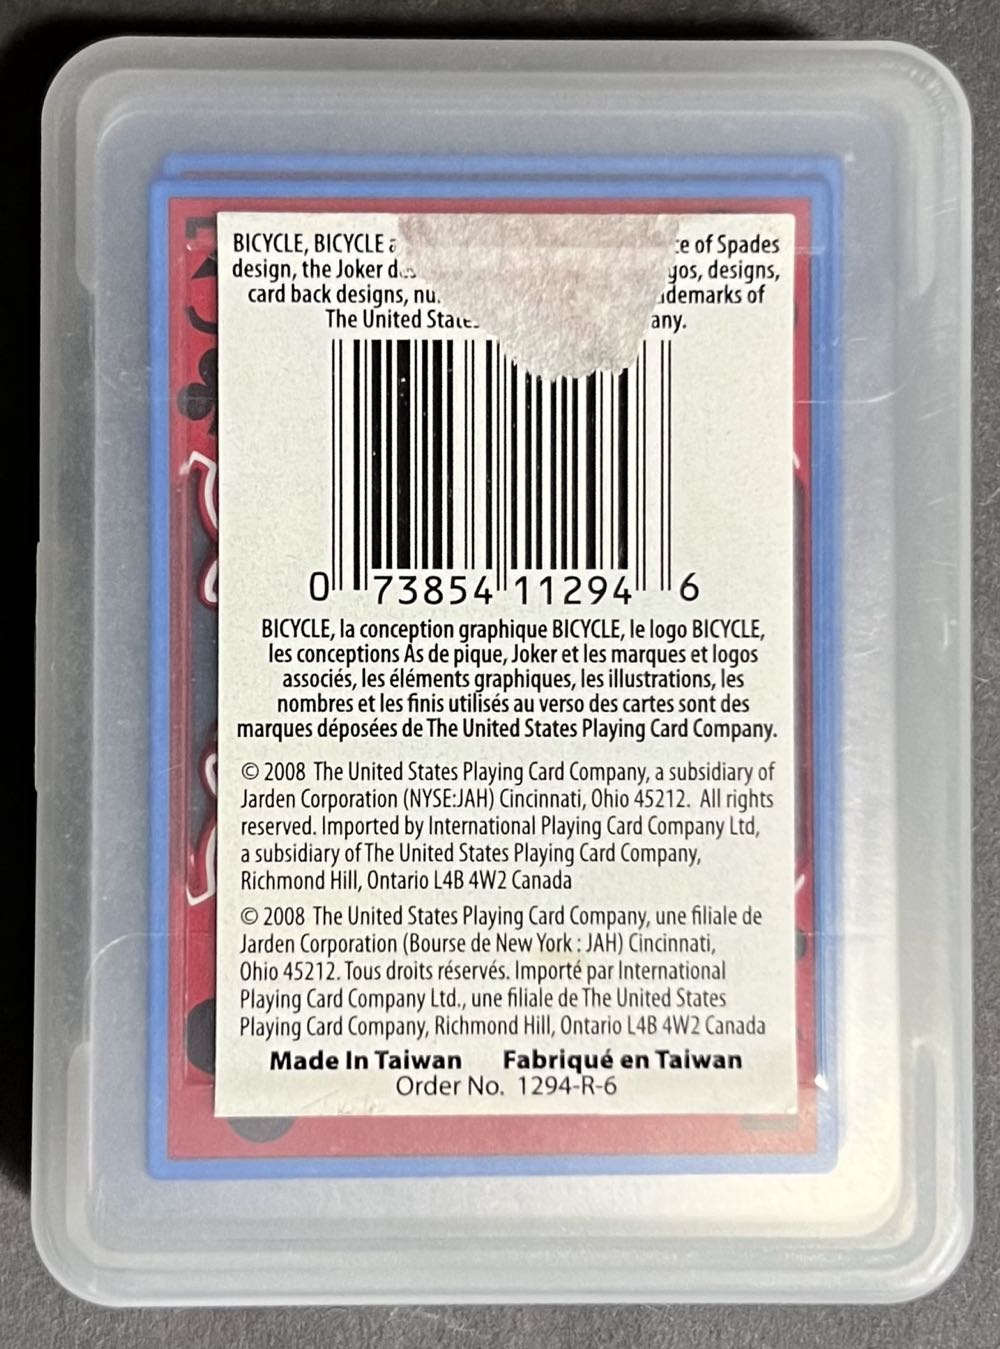 BICYCLE, BICYCLE of Spades
design, the Joker designs,
card back designs, of
The United
0 73854 11294 6
BICYCLE, la conception graphique BICYCLE, le logo BICYCLE,
les conceptions As de pique, Joker et les marques et logos
associés, les éléments graphiques, les illustrations, les
nombres et les finis utilisés au verso des cartes sont des
marques déposées de The United States Playing Card Company.
© 2008 The United States Playing Card Company, a subsidiary of
Jarden Corporation (NYSE:JAH) Cincinnati, Ohio 45212. All rights
reserved. Imported by International Playing Card Company Ltd,
a subsidiary of The United States Playing Card Company,
Richmond Hill, Ontario L4B 4W2 Canada
© 2008 The United States Playing Card Company, une filiale de
Jarden Corporation (Bourse de New York : JAH) Cincinnati,
Ohio 45212. Tous droits réservés. Importé par International
Playing Card Company Ltd., une filiale de The United States
Playing Card Company, Richmond Hill, Ontario L4B 4W2 Canada
Made In Taiwan Fabriqué en Taiwan
Order No. 1294-R-6